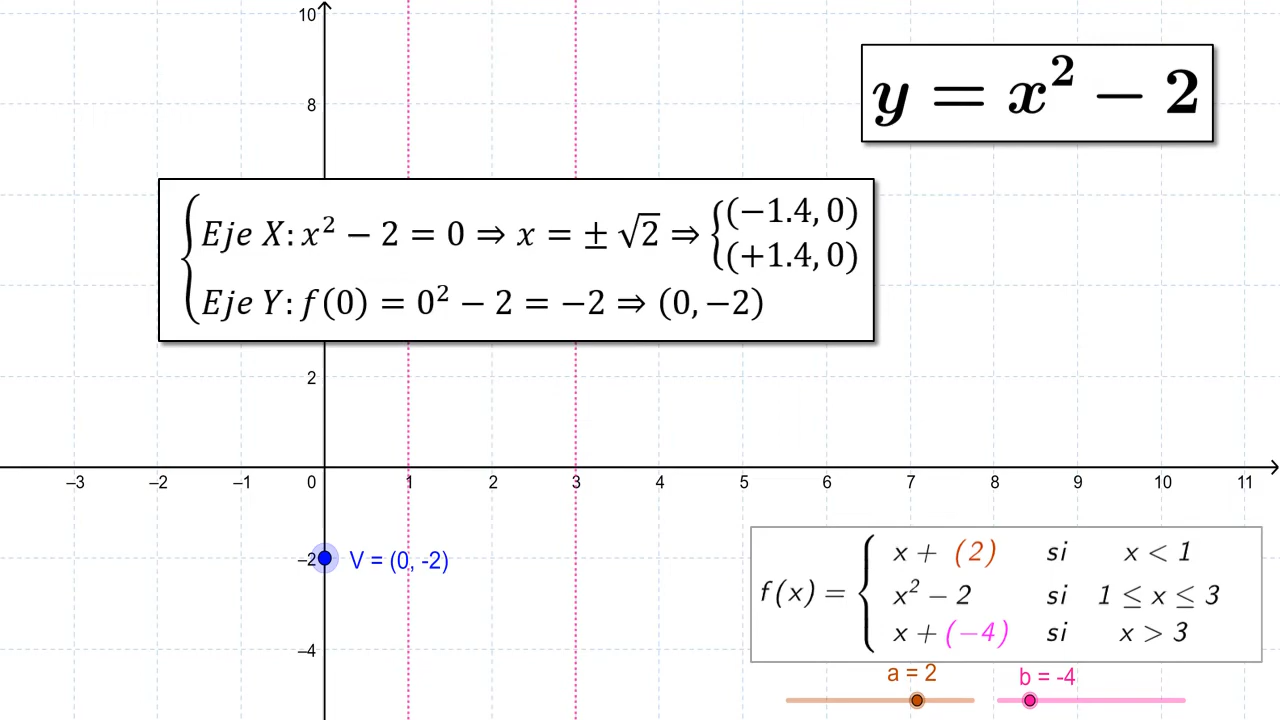 10
y = x² − 2
8
Eje X: x² − 2 = 0 ⇒ x = ± √2 ⇒ { (−1.4, 0)
(+1.4, 0)
Eje Y: f(0) = 0² − 2 = −2 ⇒ (0, −2)
2
–3 –2 –1 0 1 2 3 4 5 6 7 8 9 10 11
–2 V = (0, -2)
–4
f(x) = { x + (2) si x < 1
x² − 2 si 1 ≤ x ≤ 3
x + (−4) si x > 3
a = 2 b = -4